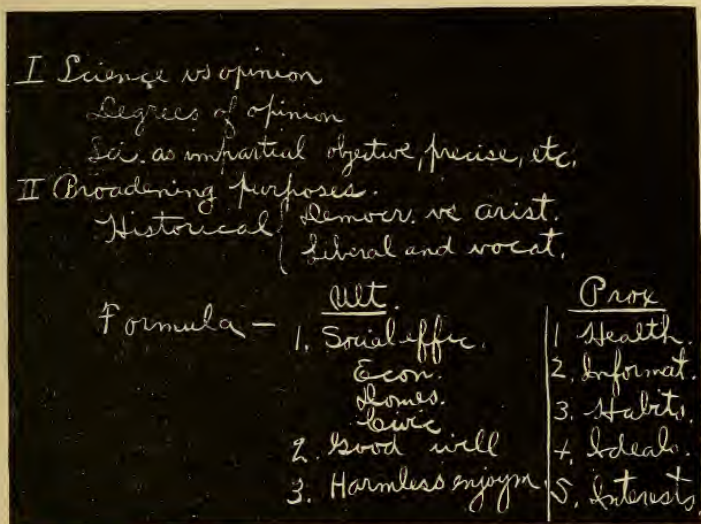 I Science vs opinion
Degrees of opinion
Sci. as impartial objective, precise, etc.
II Broadening purposes.
Historical { Democr. vs arist.
Liberal and vocat.
Formula —
Ult.
1. Social effic.
Econ.
Domes.
Civic
2. Good will
3. Harmless enjoym.
Prox
1 Health.
2. Informat.
3. Habits.
4. Ideals.
5. Interests